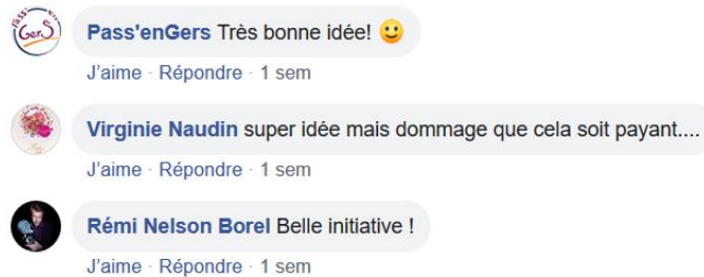 Pass'enGers Très bonne idée! 🙂
J'aime · Répondre · 1 sem
Virginie Naudin super idée mais dommage que cela soit payant....
J'aime · Répondre · 1 sem
Rémi Nelson Borel Belle initiative !
J'aime · Répondre · 1 sem